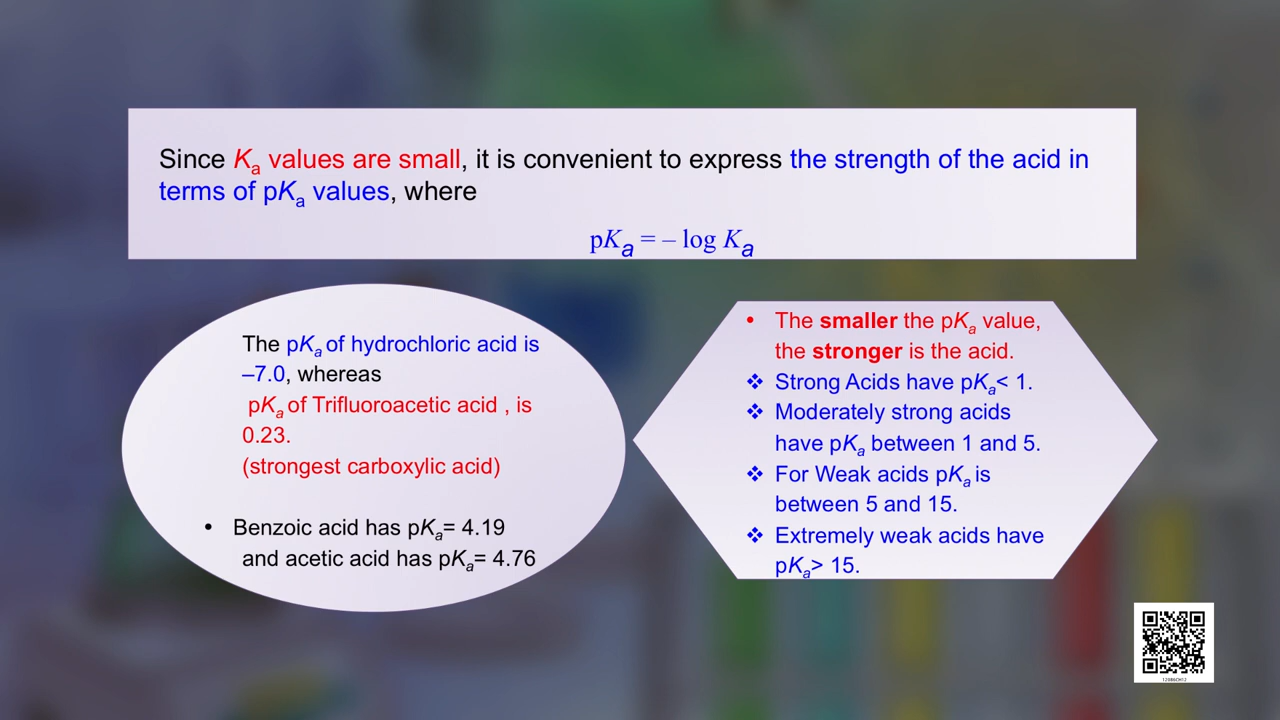 Since Ka values are small, it is convenient to express the strength of the acid in
terms of pKa values, where
pKa = – log Ka
The pKa of hydrochloric acid is
–7.0, whereas
pKa of Trifluoroacetic acid , is
0.23.
(strongest carboxylic acid)
• Benzoic acid has pKa= 4.19
and acetic acid has pKa= 4.76
• The smaller the pKa value,
the stronger is the acid.
❖ Strong Acids have pKa< 1.
❖ Moderately strong acids
have pKa between 1 and 5.
❖ For Weak acids pKa is
between 5 and 15.
❖ Extremely weak acids have
pKa> 15.